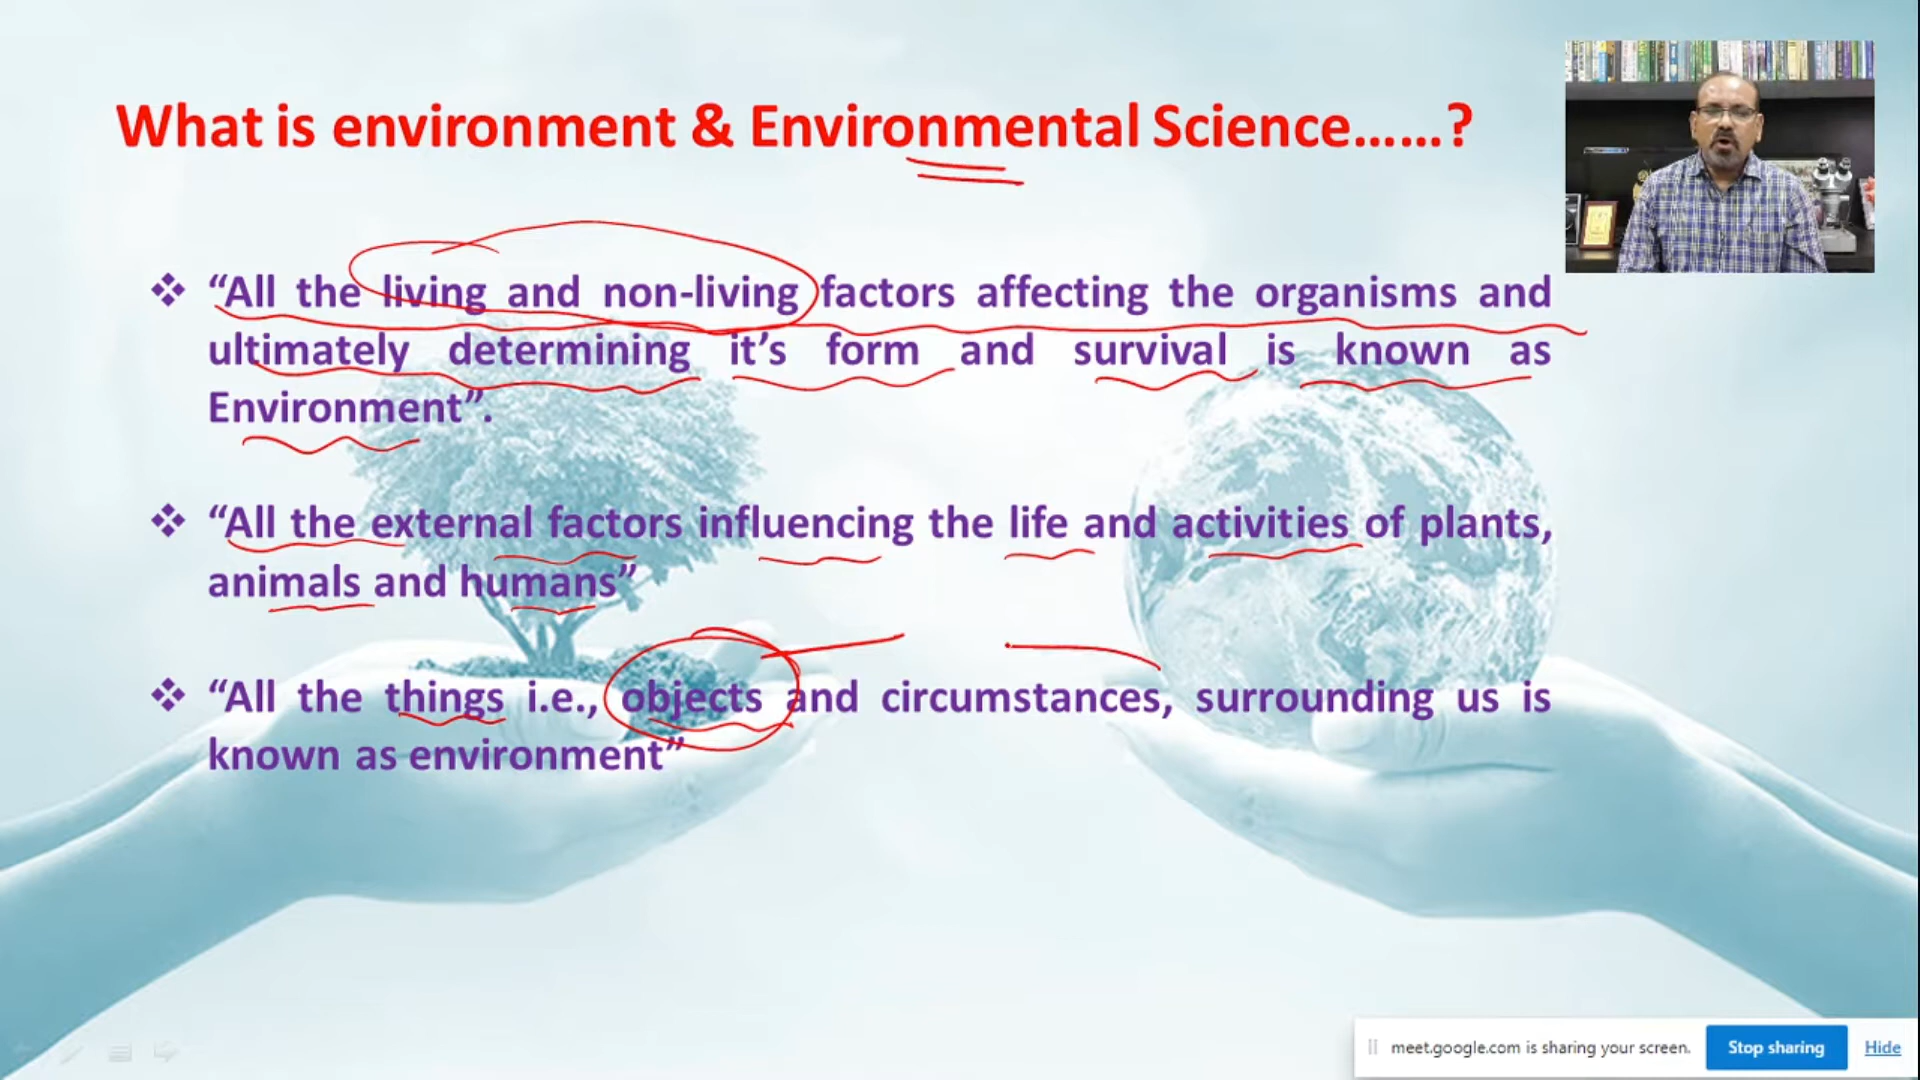 What is environment & Environmental Science......?
❖ “All the living and non-living factors affecting the organisms and
ultimately determining it’s form and survival is known as
Environment”.
❖ “All the external factors influencing the life and activities of plants,
animals and humans”
❖ “All the things i.e., objects and circumstances, surrounding us is
known as environment”
meet.google.com is sharing your screen. Stop sharing Hide